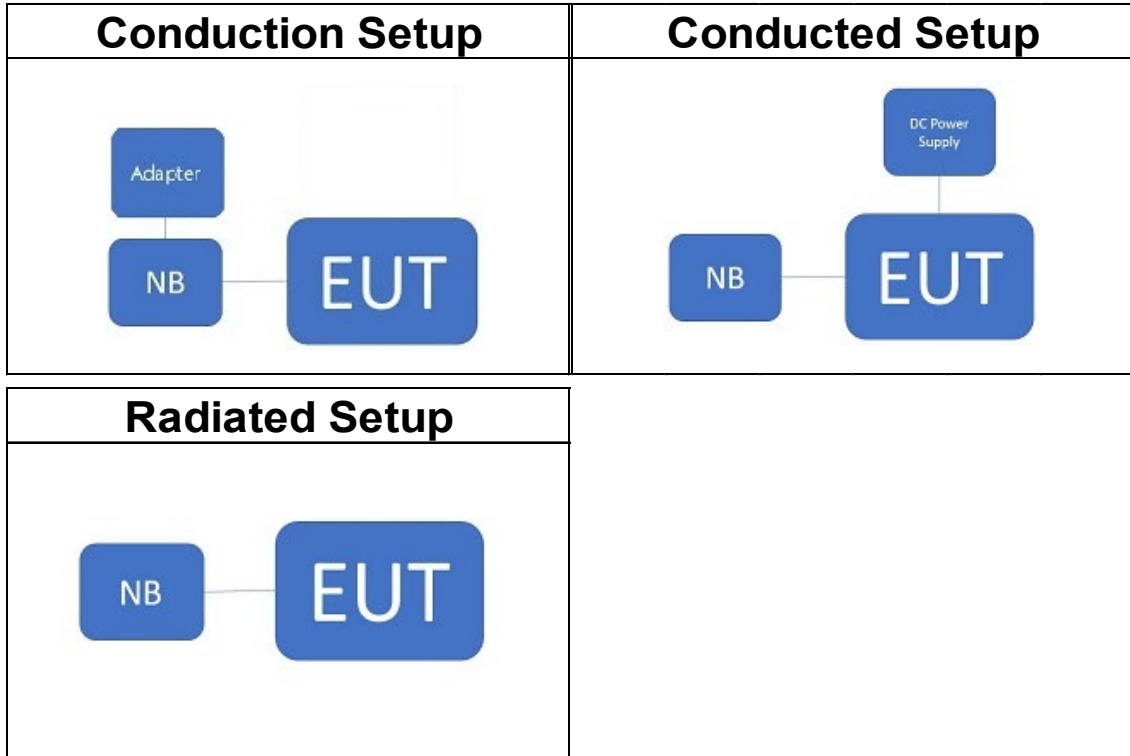 Conduction Setup
Conducted Setup
Adapter
NB
EUT
DC Power
Supply
NB
EUT
Radiated Setup
NB
EUT